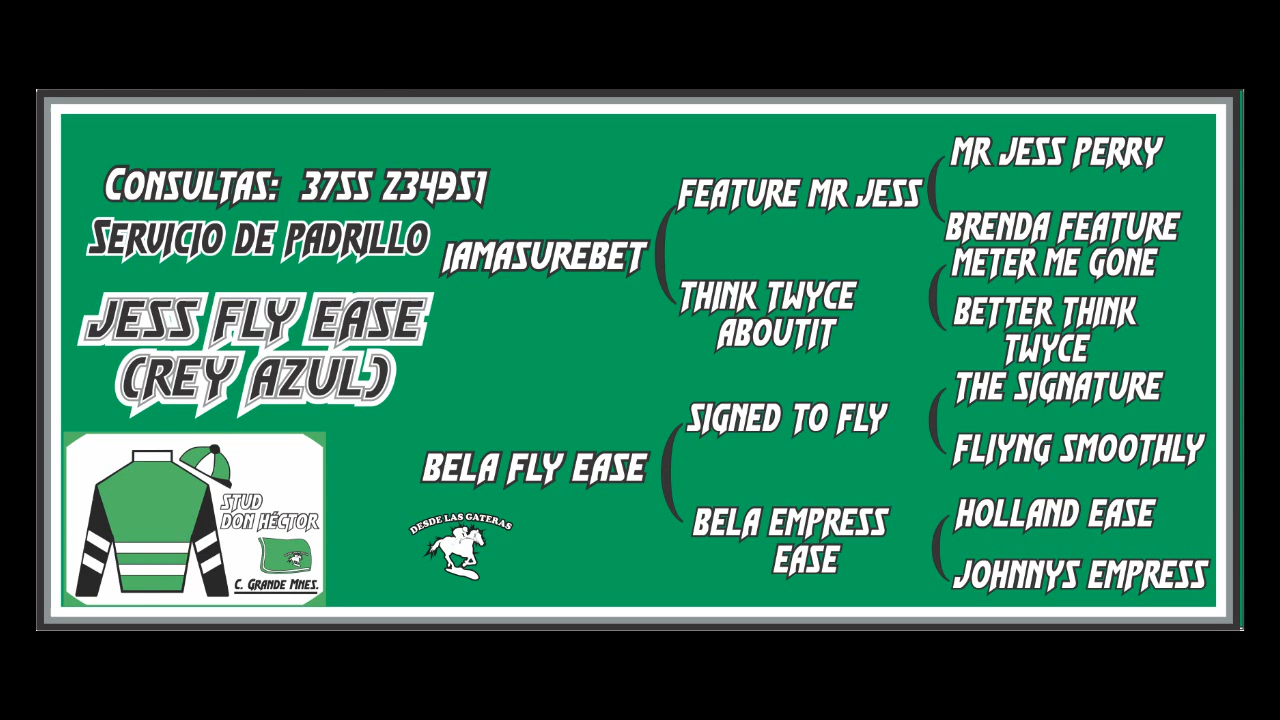 CONSULTAS: 3755 234951
SERVICIO DE PADRILLO
JESS FLY EASE
(REY AZUL)
STUD
DON HÉCTOR
C. GRANDE MNES.
DESDE LAS GATERAS
IAMASUREBET
BELA FLY EASE
FEATURE MR JESS
THINK TWYCE
ABOUTIT
SIGNED TO FLY
BELA EMPRESS
EASE
MR JESS PERRY
BRENDA FEATURE
METER ME GONE
BETTER THINK
TWYCE
THE SIGNATURE
FLIYNG SMOOTHLY
HOLLAND EASE
JOHNNYS EMPRESS